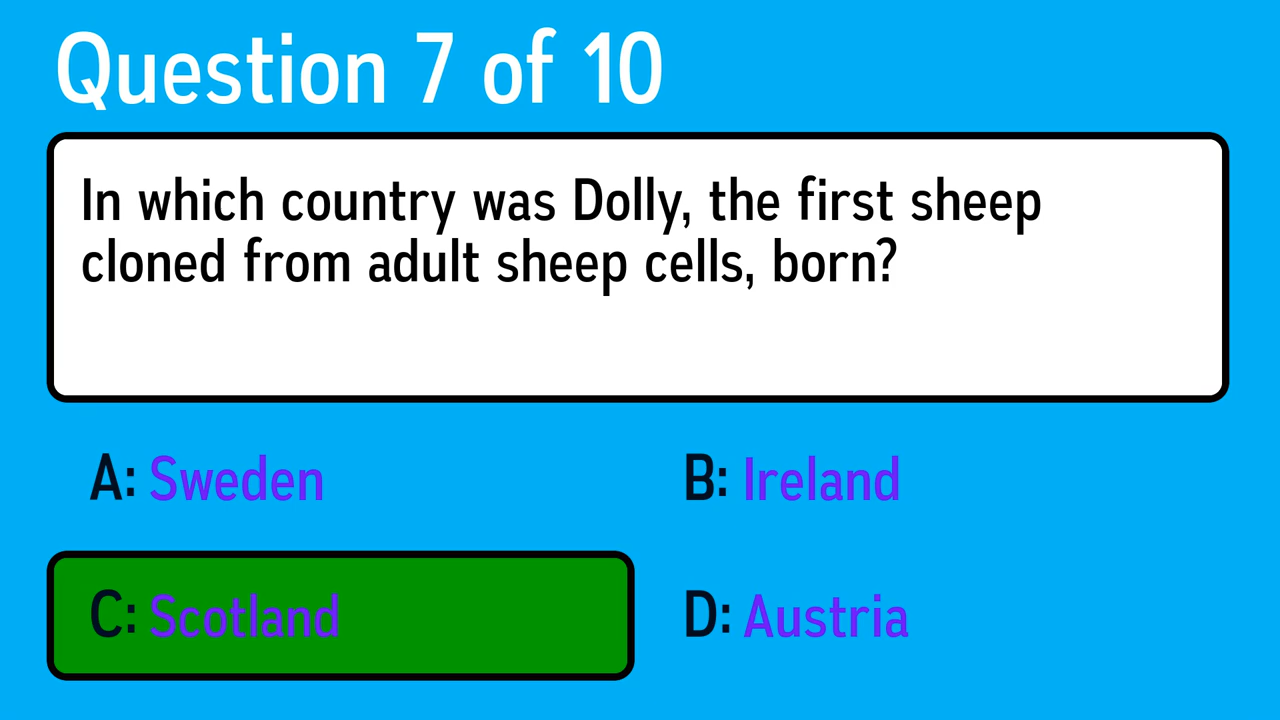 Question 7 of 10
In which country was Dolly, the first sheep
cloned from adult sheep cells, born?
A: Sweden
B: Ireland
C: Scotland
D: Austria